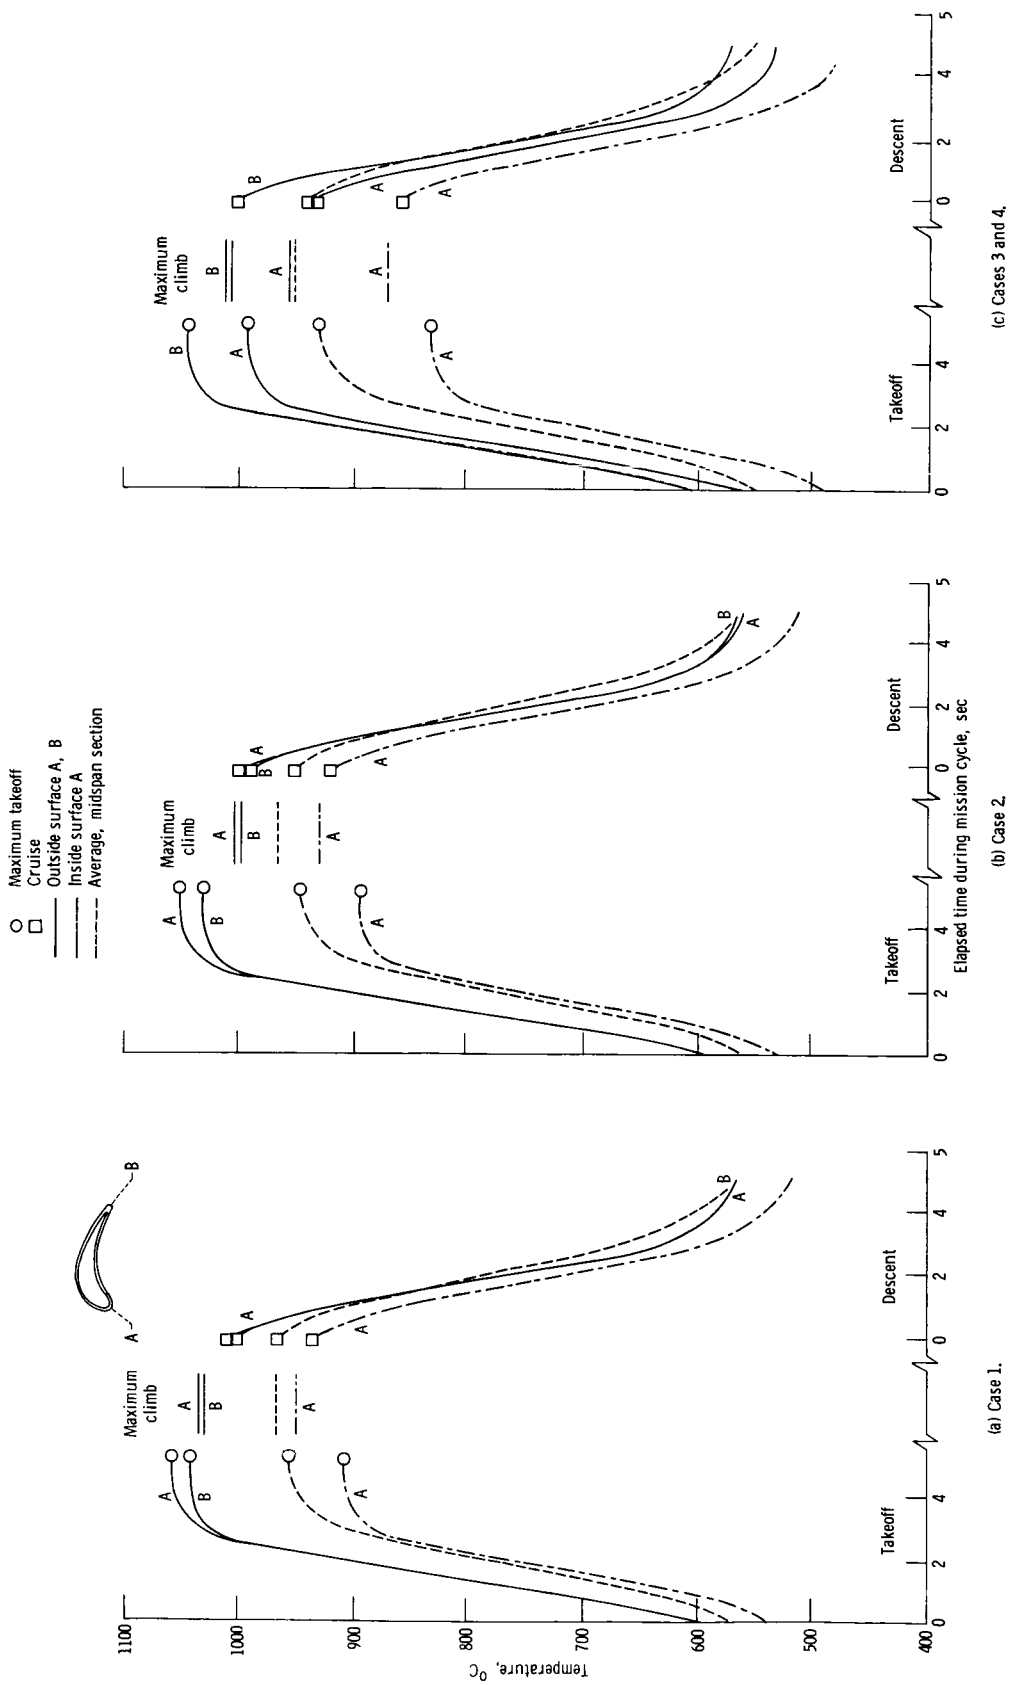 Maximum takeoff
Cruise
Outside surface A, B
Inside surface A
Average, midspan section
Temperature, °C
1100
1000
900
800
700
600
500
400
A
B
Maximum
climb
A
B
A
B
A
A
A
A
B
A
0
2
4
Takeoff
0
2
4
5
Descent
(a) Case 1.
Maximum
climb
A
B
A
B
A
A
A
B
A
B
A
0
2
4
Takeoff
0
2
4
5
Descent
Elapsed time during mission cycle, sec
(b) Case 2.
Maximum
climb
B
A
B
A
A
A
B
A
A
0
2
4
Takeoff
0
2
4
5
Descent
(c) Cases 3 and 4.